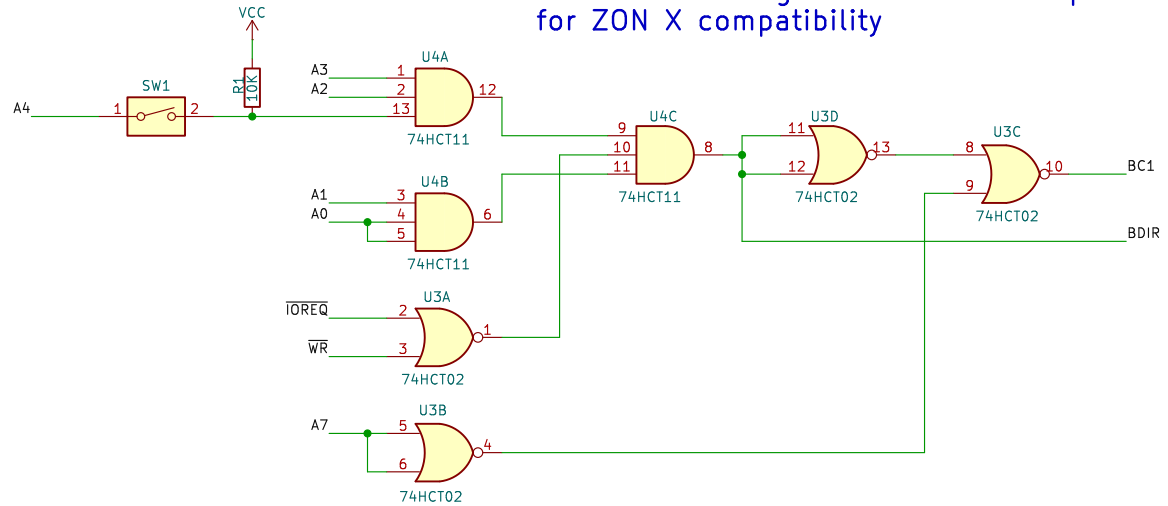 for ZON X compatibility
VCC
R1
10K
SW1
A4
1
2
A3
A2
1
2
13
U4A
12
74HCT11
A1
A0
3
4
5
U4B
6
74HCT11
IOREQ
WR
2
3
U3A
1
74HCT02
A7
5
6
U3B
4
74HCT02
9
10
11
U4C
8
74HCT11
11
12
U3D
13
74HCT02
8
9
U3C
10
74HCT02
BC1
BDIR